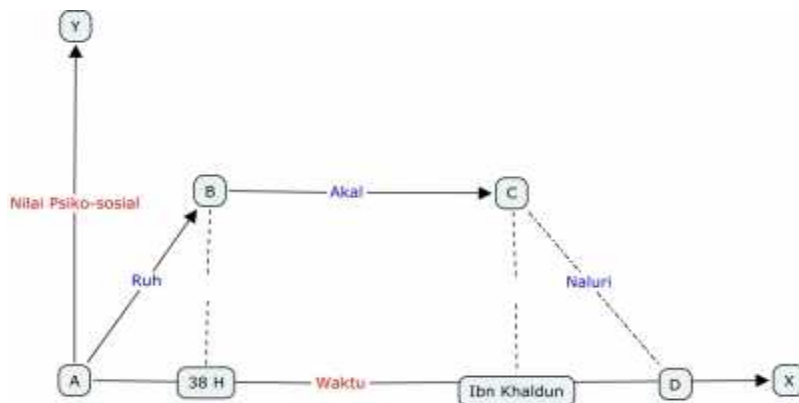 Y
B
Akal
C
Nilai Psiko-sosial
Ruh
Naluri
A
38 H
Waktu
Ibn Khaldun
D
X